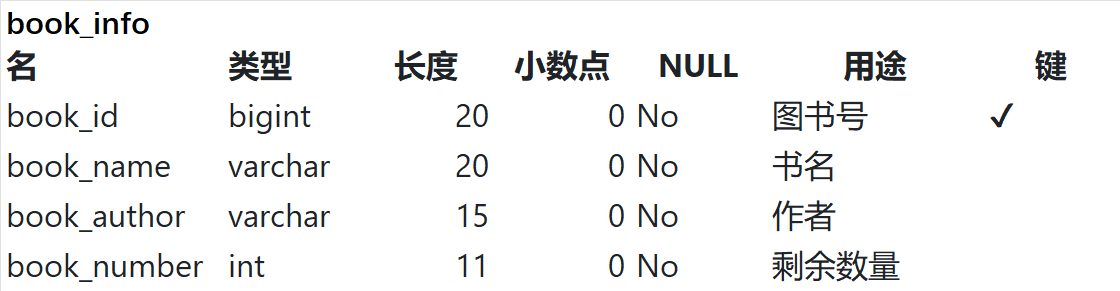 book_info
名 类型 长度 小数点 NULL 用途 键
book_id bigint 20 0 No 图书号 ✓
book_name varchar 20 0 No 书名
book_author varchar 15 0 No 作者
book_number int 11 0 No 剩余数量